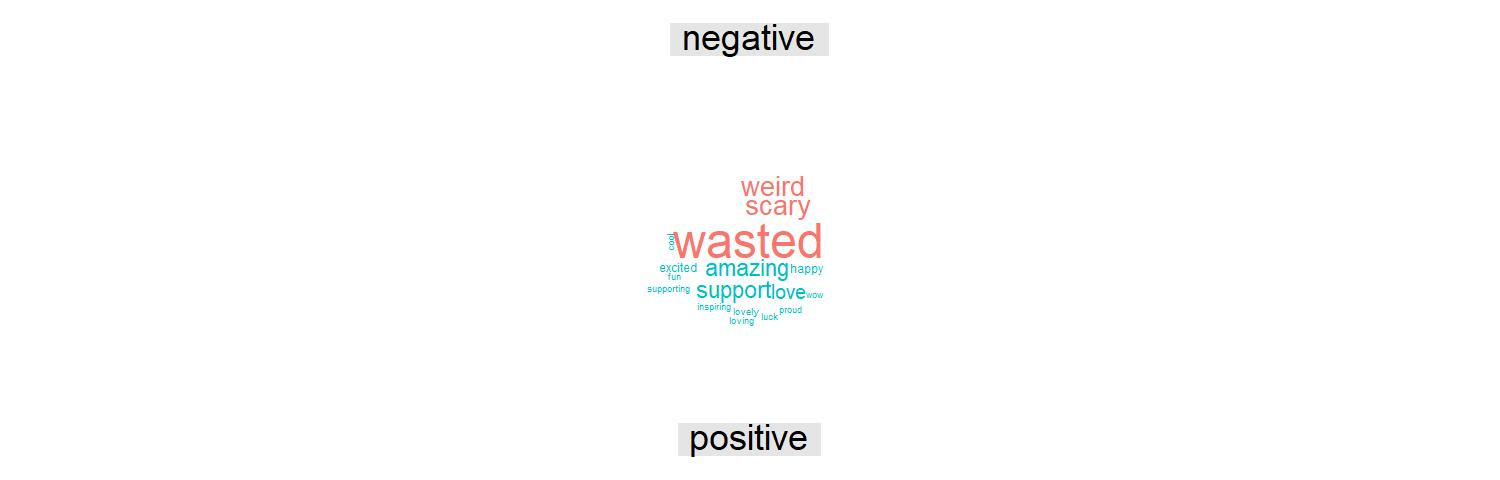 negative
weird
scary
cool
wasted
excited amazing happy
fun
supporting support love wow
inspiring lovely proud
loving luck
positive